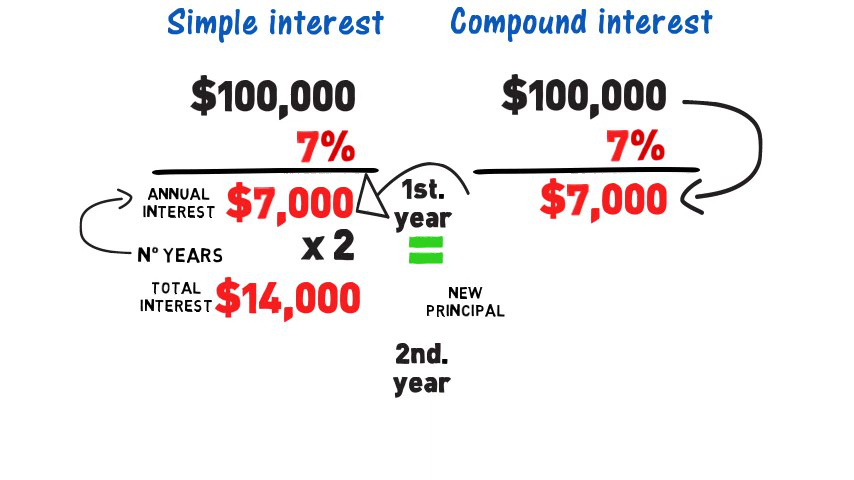 Simple interest
Compound interest
$100,000
7%
ANNUAL
INTEREST
$7,000
Nº YEARS
x 2
TOTAL
INTEREST
$14,000
1st.
year
=
NEW
PRINCIPAL
2nd.
year
$100,000
7%
$7,000